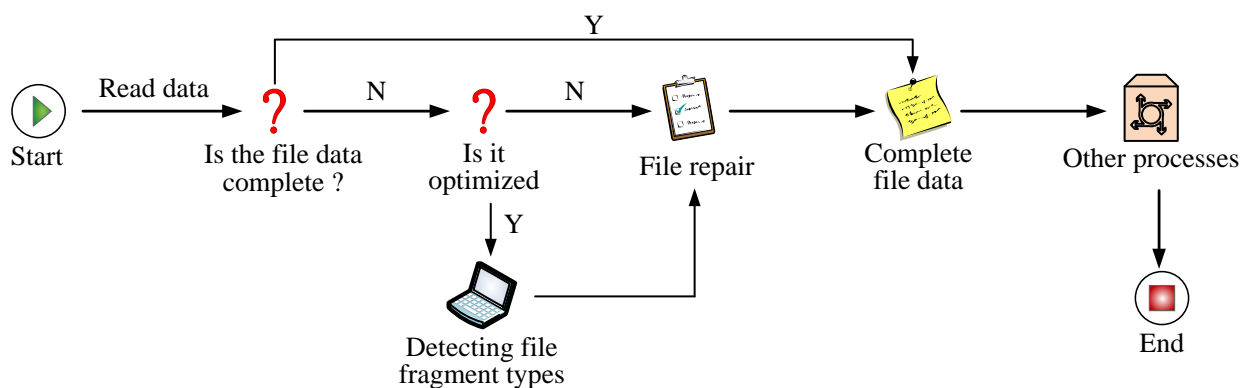 Y
Read data
N
N
Start
Is the file data
complete ?
Is it
optimized
File repair
Complete
file data
Other processes
Y
Detecting file
fragment types
End